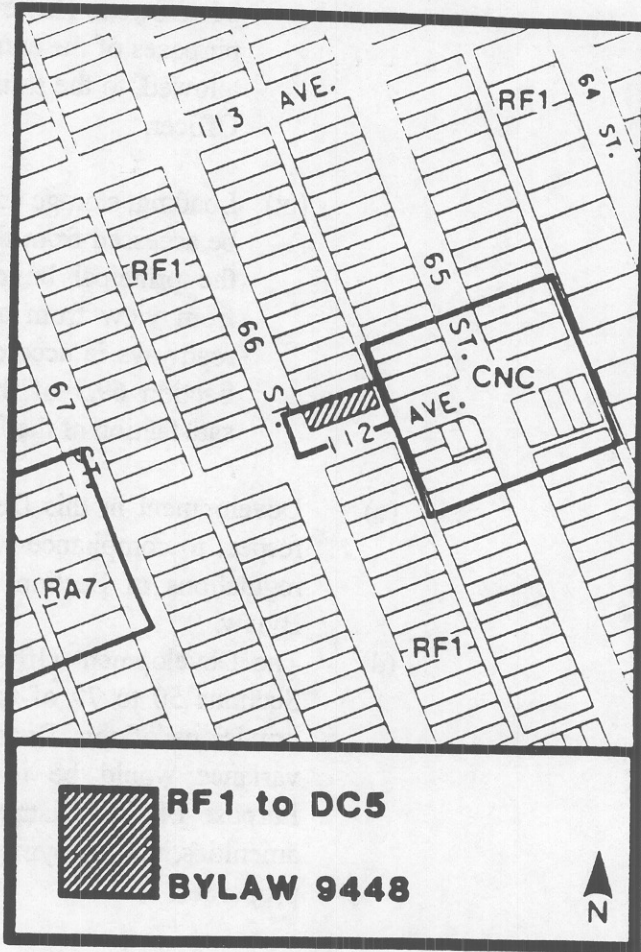 13 AVE.
RF1
64 ST.
RF1
65 ST.
66 ST.
CNC
67 ST.
112 AVE.
RA7
RF1
RF1 to DC5
BYLAW 9448
N